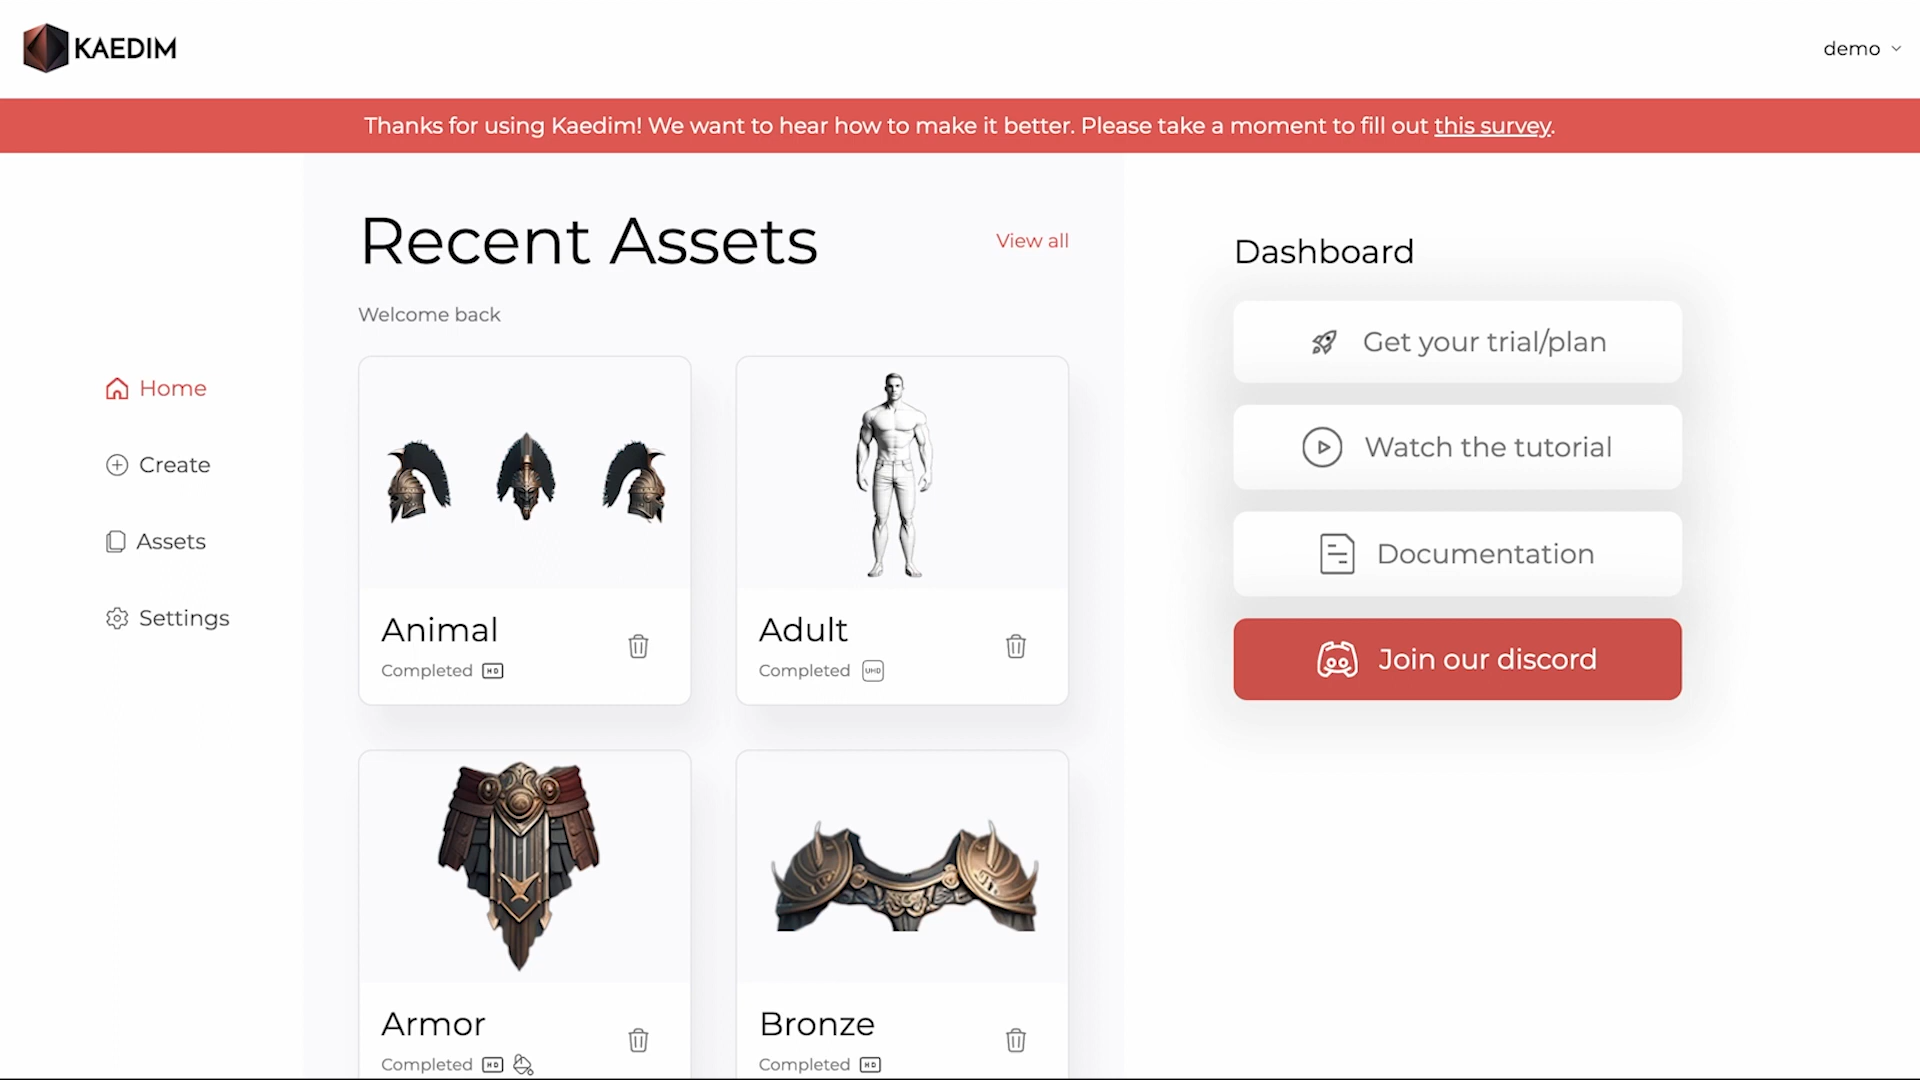 KAEDIM
demo
Thanks for using Kaedim! We want to hear how to make it better. Please take a moment to fill out this survey.
Home
Create
Assets
Settings
Recent Assets
View all
Welcome back
Animal
Completed HD
Adult
Completed UHD
Armor
Completed HD
Bronze
Completed HD
Dashboard
Get your trial/plan
Watch the tutorial
Documentation
Join our discord